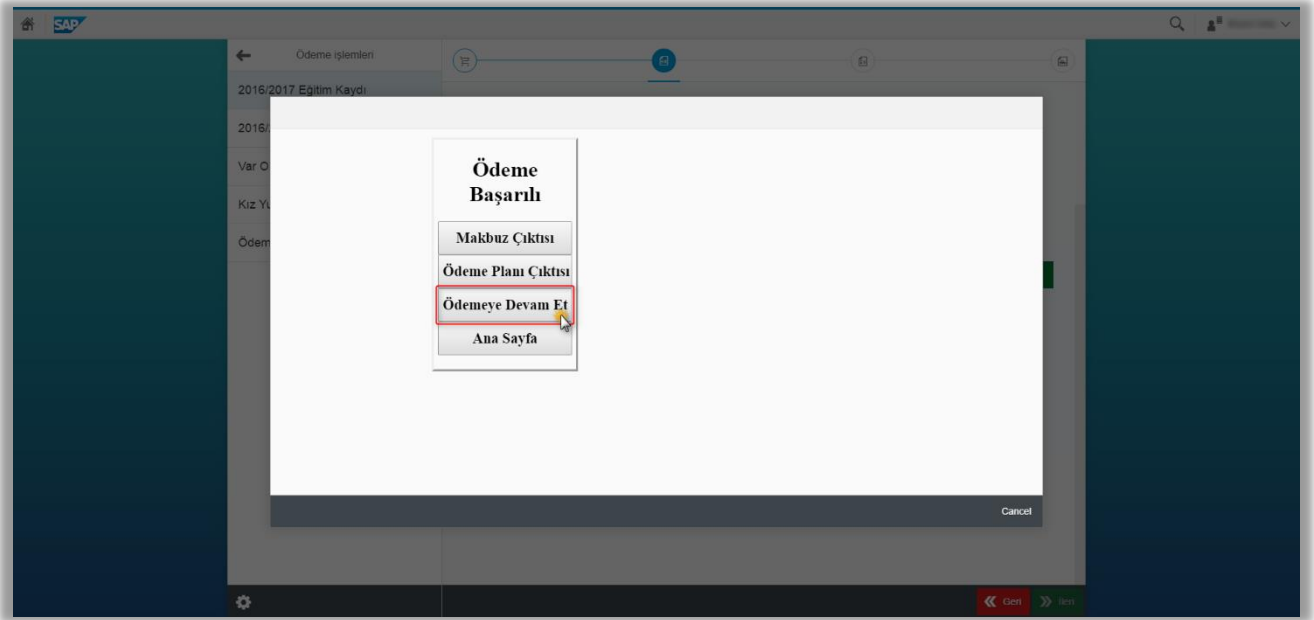 SAP
Ödeme işlemleri
2016/2017 Eğitim Kaydı
2016/
Var O
Kız Yu
Ödem
Ödeme
Başarılı
Makbuz Çıktısı
Ödeme Planı Çıktısı
Ödemeye Devam Et
Ana Sayfa
Cancel
Geri
İleri